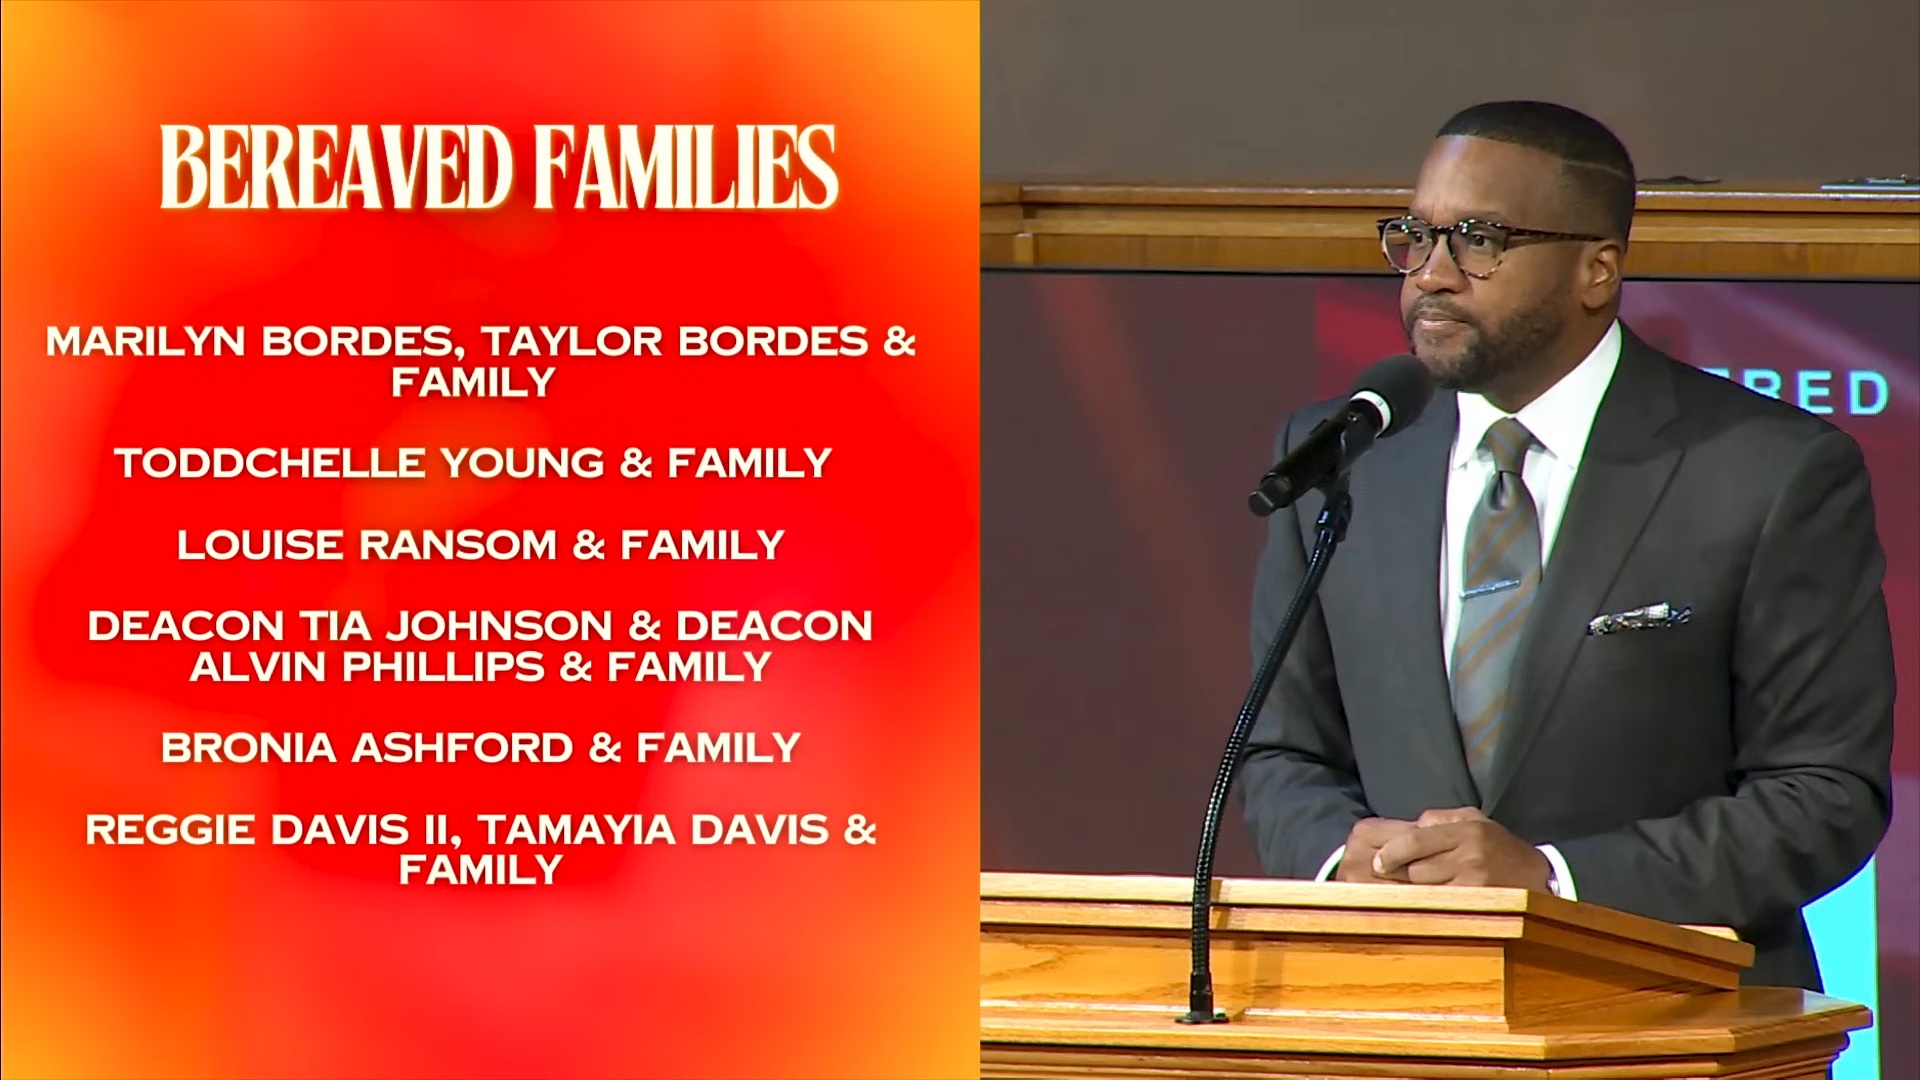 BEREAVED FAMILIES
MARILYN BORDES, TAYLOR BORDES &
FAMILY
TODDCHELLE YOUNG & FAMILY
LOUISE RANSOM & FAMILY
DEACON TIA JOHNSON & DEACON
ALVIN PHILLIPS & FAMILY
BRONIA ASHFORD & FAMILY
REGGIE DAVIS II, TAMAYIA DAVIS &
FAMILY